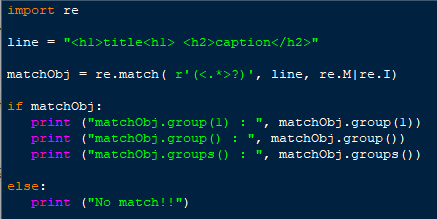 import re
line = "<h1>title<h1> <h2>caption</h2>"
matchObj = re.match( r'(<.*>?)', line, re.M|re.I)
if matchObj:
   print ("matchObj.group(1) : ", matchObj.group(1))
   print ("matchObj.group() : ", matchObj.group())
   print ("matchObj.groups() : ", matchObj.groups())
else:
   print ("No match!!")